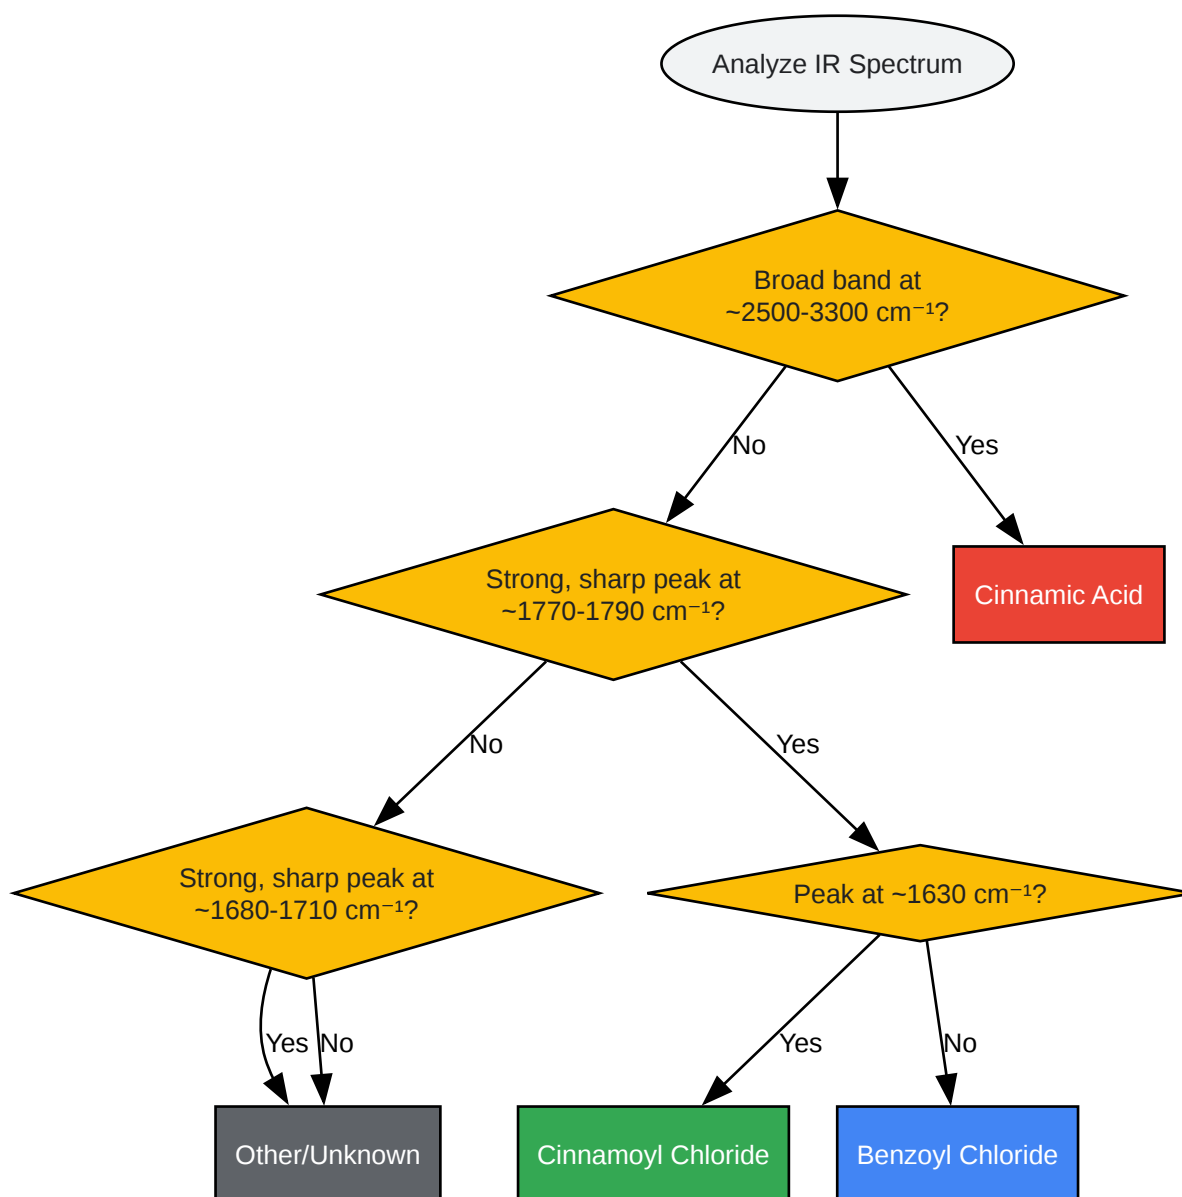 Analyze IR Spectrum
Broad band at
~2500-3300 cm⁻¹?
No
Yes
Strong, sharp peak at
~1770-1790 cm⁻¹?
Cinnamic Acid
No
Yes
Strong, sharp peak at
~1680-1710 cm⁻¹?
Peak at ~1630 cm⁻¹?
Yes
No
Yes
No
Other/Unknown
Cinnamoyl Chloride
Benzoyl Chloride